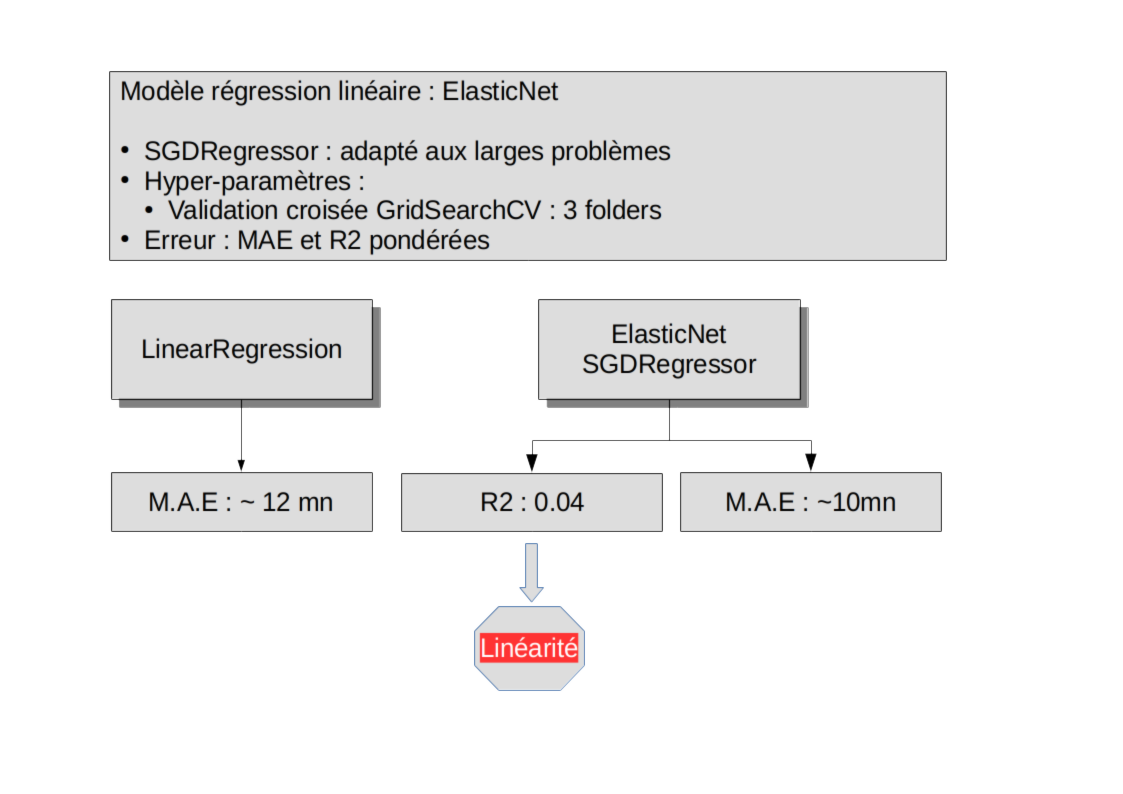 Modèle régression linéaire : ElasticNet
• SGDRegressor : adapté aux larges problèmes
• Hyper-paramètres :
• Validation croisée GridSearchCV : 3 folders
• Erreur : MAE et R2 pondérées
LinearRegression
ElasticNet
SGDRegressor
M.A.E : ~ 12 mn
R2 : 0.04
M.A.E : ~10mn
Linéarité